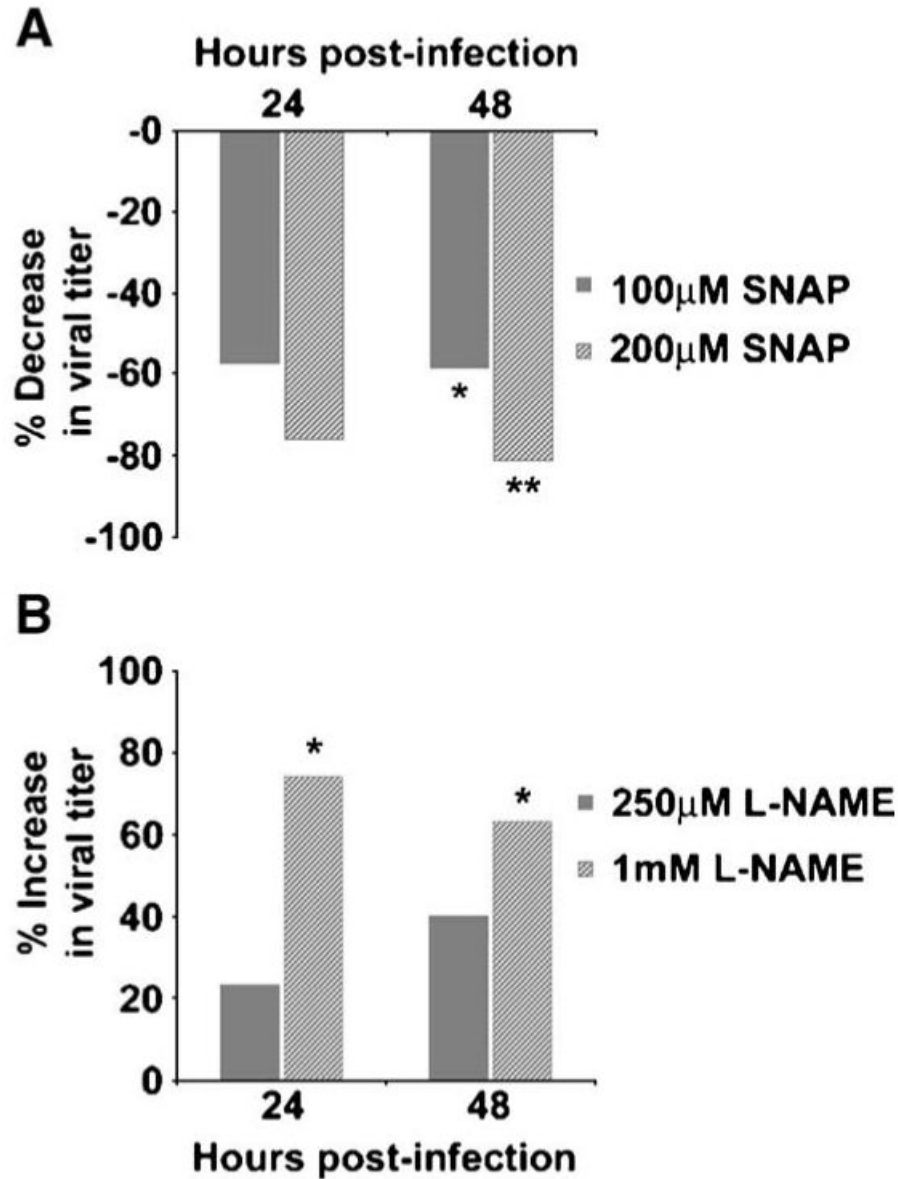 A
Hours post-infection
24 48
-0
-20
-40
-60
-80
-100
% Decrease
in viral titer
100μM SNAP
200μM SNAP
*
**
B
100
80
60
40
20
0
% Increase
in viral titer
*
*
250μM L-NAME
1mM L-NAME
24 48
Hours post-infection